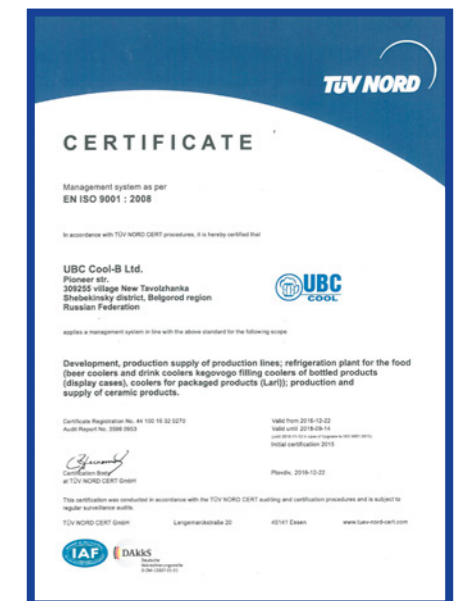 TÜV NORD
CERTIFICATE
Management system as per
EN ISO 9001 : 2008
In accordance with TÜV NORD CERT procedures, it is hereby certified that
UBC Cool-B Ltd.
Pioneer str.
309255 village New Tavolzhanka
Shebekinsky district, Belgorod region
Russian Federation
UBC
COOL
applies a management system in line with the above standard for the following scope
Development, production supply of production lines; refrigeration plant for the food
(beer coolers and drink coolers kegovogo filling coolers of bottled products
(display cases), coolers for packaged products (Lari)); production and
supply of ceramic products.
Certificate Registration No. 44 100 16 32 0270
Audit Report No. 3598 0953
Valid from 2016-12-22
Valid until 2018-09-14
Initial certification 2015
Certification Body
at TÜV NORD CERT GmbH
Plovdiv, 2016-12-22
This certification was conducted in accordance with the TÜV NORD CERT auditing and certification procedures and is subject to
regular surveillance audits.
TÜV NORD CERT GmbH Langemarckstraße 20 45141 Essen www.tuev-nord-cert.com
IAF
DAkkS
Deutsche
Akkreditierungsstelle